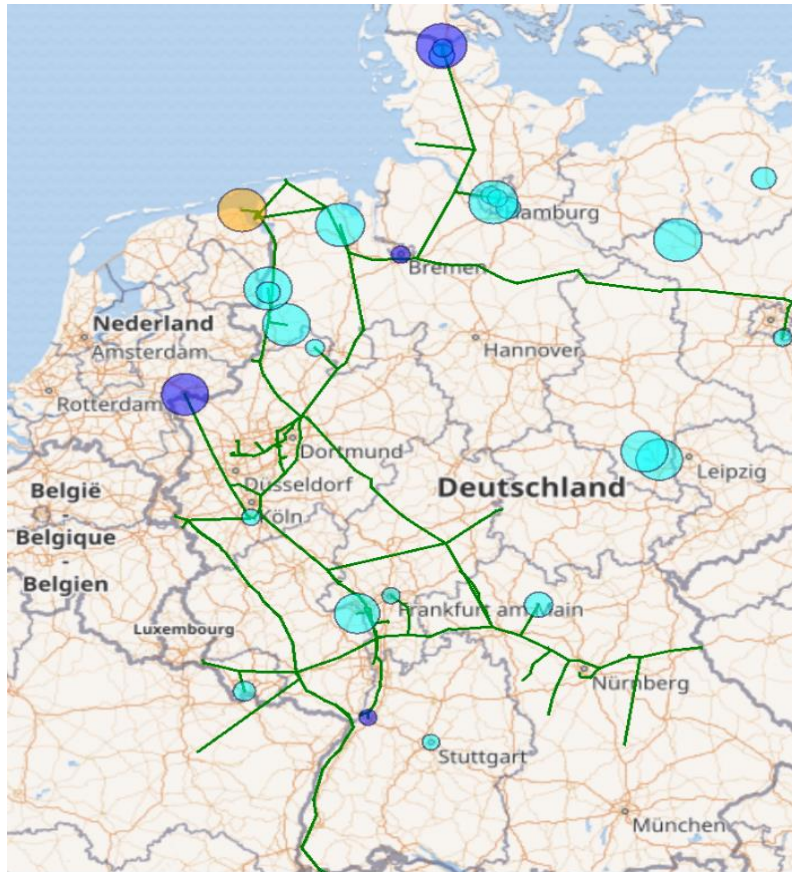 Hamburg
Bremen
Nederland
Amsterdam
Hannover
Rotterdam
Dortmund
Düsseldorf
Leipzig
Deutschland
België
-
Belgique
-
Belgien
Köln
Frankfurt am Main
Luxembourg
Nürnberg
Stuttgart
München